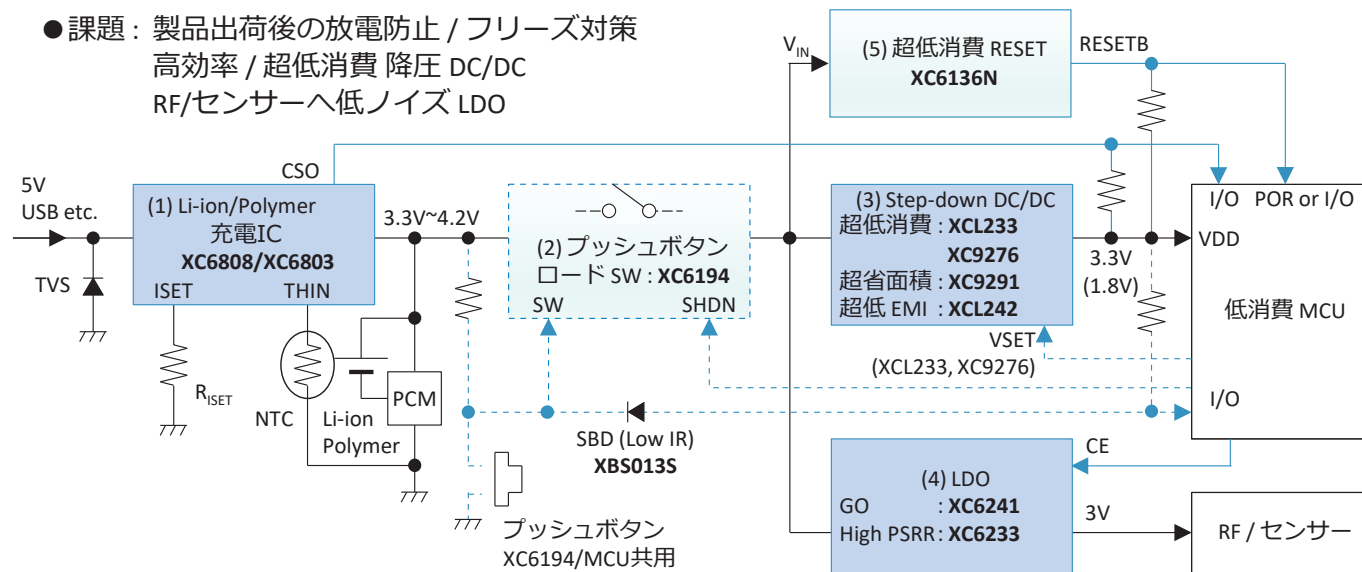 ●課題 : 製品出荷後の放電防止 / フリーズ対策
高効率 / 超低消費 降圧 DC/DC
RF/センサーへ低ノイズ LDO
VIN
(5) 超低消費 RESET
XC6136N
RESETB
CSO
5V
USB etc.
(1) Li-ion/Polymer
充電IC
XC6808/XC6803
ISET
THIN
TVS
RISET
NTC
Li-ion
Polymer
PCM
3.3V~4.2V
(2) プッシュボタン
ロード SW : XC6194
SW
SHDN
(3) Step-down DC/DC
超低消費 : XCL233
XC9276
超省面積 : XC9291
超低 EMI : XCL242
VSET
(XCL233, XC9276)
3.3V
(1.8V)
I/O
POR or I/O
VDD
低消費 MCU
I/O
SBD (Low IR)
XBS013S
プッシュボタン
XC6194/MCU共用
CE
(4) LDO
GO : XC6241
High PSRR : XC6233
3V
RF / センサー